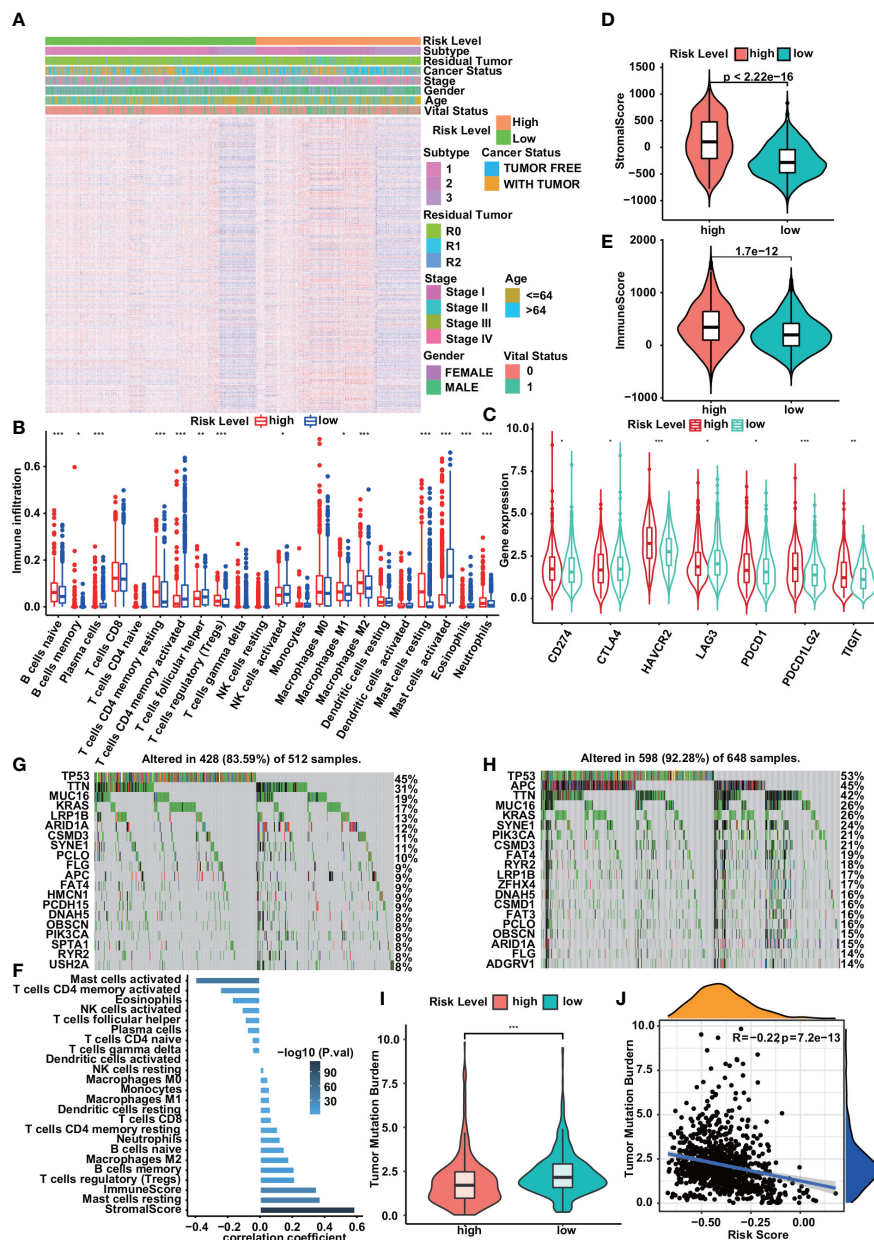 A
Risk Level
Subtype
Residual Tumor
Cancer Status
Stage
Gender
Age
Vital Status
Risk Level
High
Low
Subtype
1
2
3
Cancer Status
TUMOR FREE
WITH TUMOR
Residual Tumor
R0
R1
R2
Stage
Stage I
Stage II
Stage III
Stage IV
Age
<=64
>64
Gender
FEMALE
MALE
Vital Status
0
1
D
Risk Level high low
p < 2.22e−16
StromalScore
1500
1000
500
0
−500
−1000
high low
E
1.7e−12
ImmuneScore
2000
1000
0
−1000
high low
B
Risk Level high low
*** * *** *** *** ** *** * * *** *** *** *** ***
Immune infiltration
0.6
0.4
0.2
0.0
B cells naive
B cells memory
Plasma cells
T cells CD8
T cells CD4 naive
T cells CD4 memory resting
T cells CD4 memory activated
T cells follicular helper
T cells regulatory (Tregs)
T cells gamma delta
NK cells resting
NK cells activated
Monocytes
Macrophages M0
Macrophages M1
Macrophages M2
Dendritic cells resting
Dendritic cells activated
Mast cells resting
Mast cells activated
Eosinophils
Neutrophils
C
Risk Level high low
* * *** * * *** **
Gene expression
10.0
7.5
5.0
2.5
0.0
CD274
CTLA4
HAVCR2
LAG3
PDCD1
PDCD1LG2
TIGIT
G
Altered in 428 (83.59%) of 512 samples.
TP53 45%
TTN 31%
MUC16 19%
KRAS 17%
LRP1B 13%
ARID1A 12%
CSMD3 11%
SYNE1 11%
PCLO 10%
FLG 9%
APC 9%
FAT4 9%
HMCN1 9%
PCDH15 9%
DNAH5 8%
OBSCN 8%
PIK3CA 8%
SPTA1 8%
RYR2 8%
USH2A 8%
H
Altered in 598 (92.28%) of 648 samples.
TP53 53%
APC 45%
TTN 42%
MUC16 26%
KRAS 26%
SYNE1 24%
PIK3CA 21%
CSMD3 21%
FAT4 19%
RYR2 18%
LRP1B 17%
ZFHX4 17%
DNAH5 16%
CSMD1 16%
FAT3 16%
PCLO 16%
OBSCN 15%
ARID1A 15%
FLG 14%
ADGRV1 14%
F
Mast cells activated
T cells CD4 memory activated
Eosinophils
NK cells activated
T cells follicular helper
Plasma cells
T cells CD4 naive
T cells gamma delta
Dendritic cells activated
NK cells resting
Macrophages M0
Monocytes
Macrophages M1
Dendritic cells resting
T cells CD8
T cells CD4 memory resting
Neutrophils
B cells naive
Macrophages M2
B cells memory
T cells regulatory (Tregs)
ImmuneScore
Mast cells resting
StromalScore
−log10 (P.val)
90
60
30
−0.4 −0.2 0.0 0.2 0.4 0.6
correlation coefficient
I
Risk Level high low
***
Tumor Mutation Burdern
10.0
7.5
5.0
2.5
0.0
high low
J
R=−0.22 p=7.2e−13
Tumor Mutation Burdern
10.0
7.5
5.0
2.5
0.0
−0.50 −0.25 0.00
Risk Score